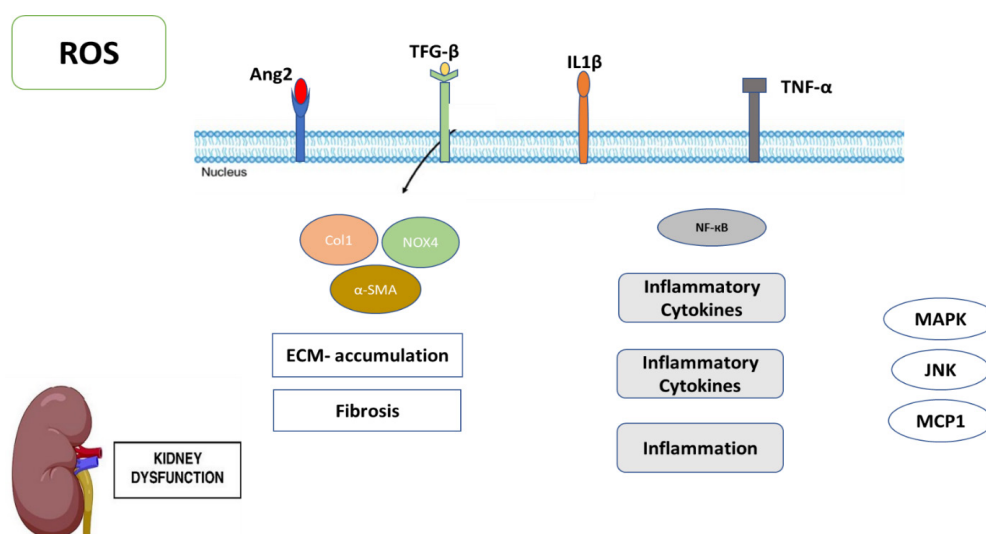 ROS
Ang2
TFG-β
IL1β
TNF-α
Nucleus
Col1
NOX4
α-SMA
ECM- accumulation
Fibrosis
NF-κB
Inflammatory
Cytokines
Inflammatory
Cytokines
Inflammation
MAPK
JNK
MCP1
KIDNEY
DYSFUNCTION